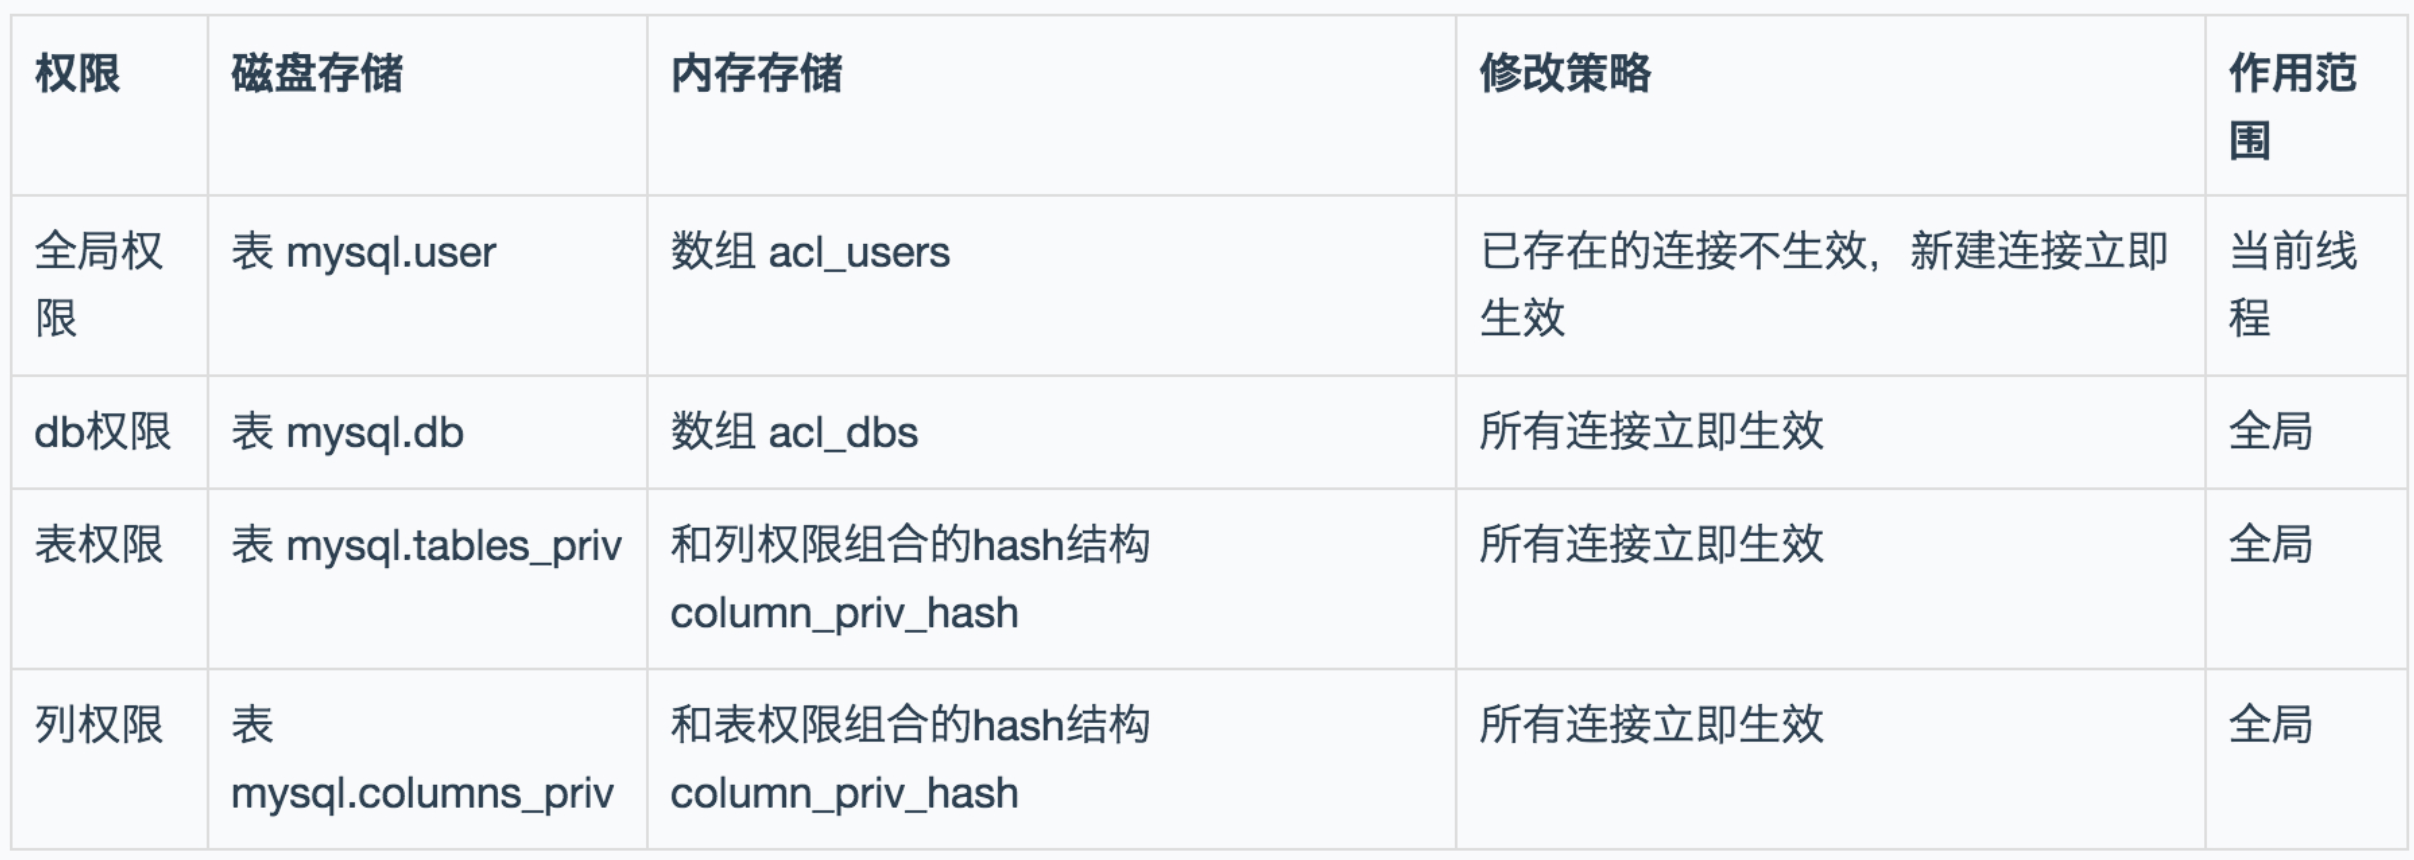 权限
磁盘存储
内存存储
修改策略
作用范
围
全局权
限
表 mysql.user
数组 acl_users
已存在的连接不生效，新建连接立即
生效
当前线
程
db权限
表 mysql.db
数组 acl_dbs
所有连接立即生效
全局
表权限
表 mysql.tables_priv
和列权限组合的hash结构
column_priv_hash
所有连接立即生效
全局
列权限
表
mysql.columns_priv
和表权限组合的hash结构
column_priv_hash
所有连接立即生效
全局